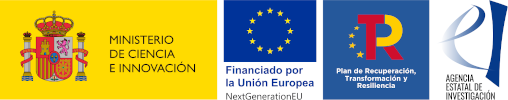 MINISTERIO
DE CIENCIA
E INNOVACIÓN
Financiado por
la Unión Europea
NextGenerationEU
Plan de Recuperación,
Transformación y
Resiliencia
AGENCIA
ESTATAL DE
INVESTIGACIÓN